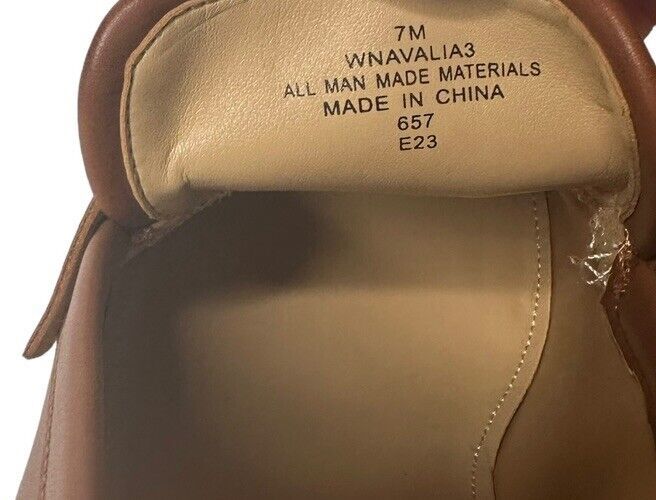 7M
WNAVALIA3
ALL MAN MADE MATERIALS
MADE IN CHINA
657
E23